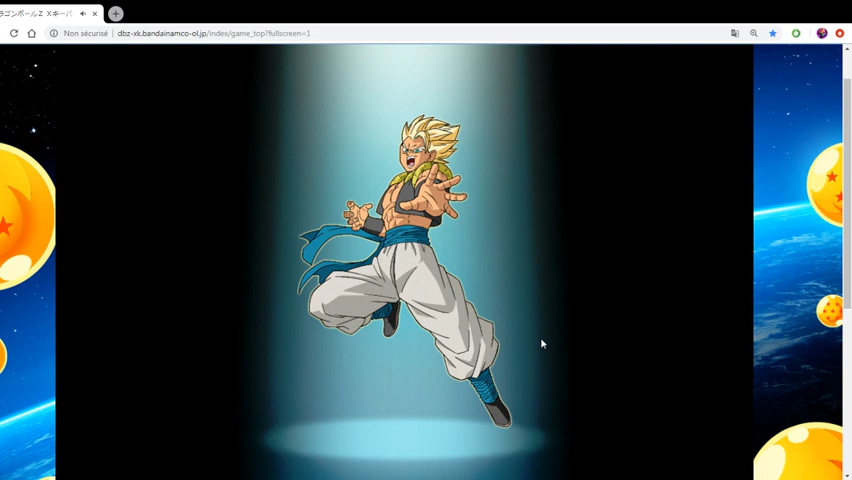 ラゴンボールZ Xキーパ
Non sécurisé
dbz-xk.bandainamco-ol.jp/index/game_top?fullscreen=1